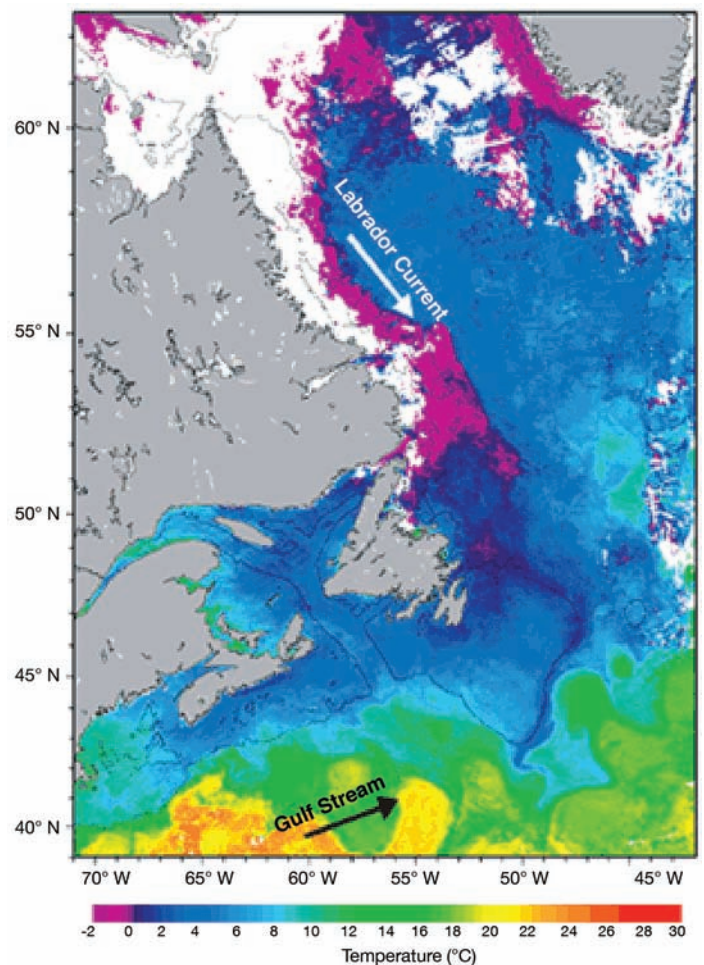 60° N
Labrador Current
55° N
50° N
45° N
Gulf Stream
40° N
70° W 65° W 60° W 55° W 50° W 45° W
-2 0 2 4 6 8 10 12 14 16 18 20 22 24 26 28 30
Temperature (°C)